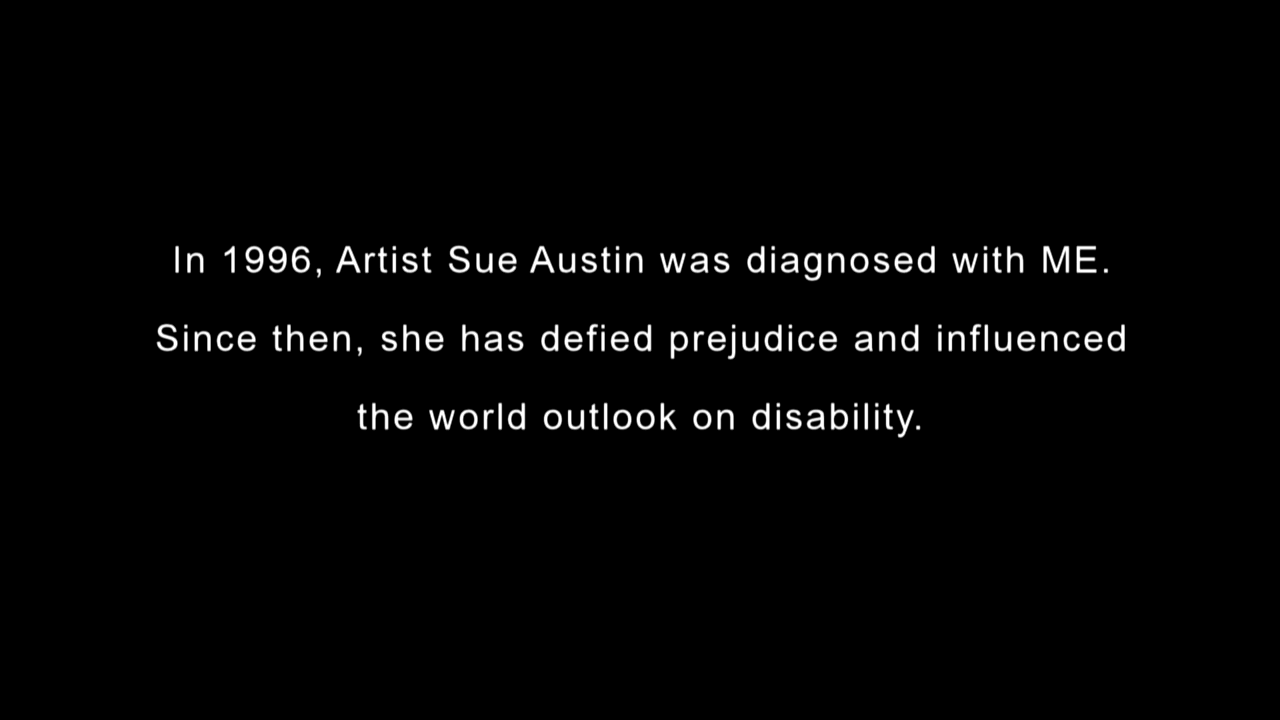 In 1996, Artist Sue Austin was diagnosed with ME.
Since then, she has defied prejudice and influenced
the world outlook on disability.